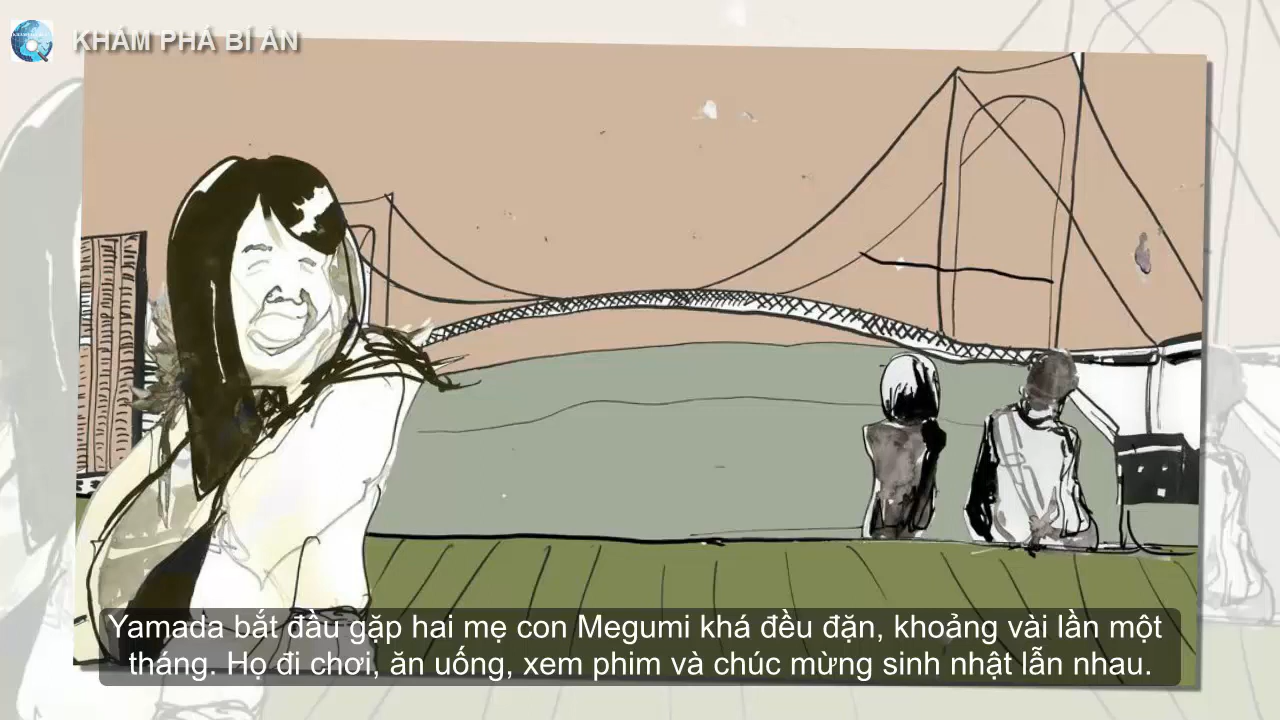 KHÁM PHÁ BÍ ẨN
Yamada bắt đầu gặp hai mẹ con Megumi khá đều đặn, khoảng vài lần một
tháng. Họ đi chơi, ăn uống, xem phim và chúc mừng sinh nhật lẫn nhau.